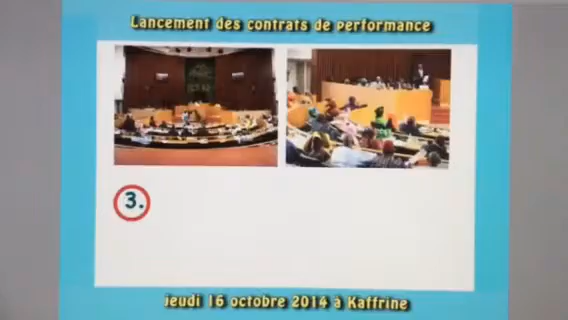 Lancement des contrats de performance
3.
jeudi 16 octobre 2014 à Kaffrine